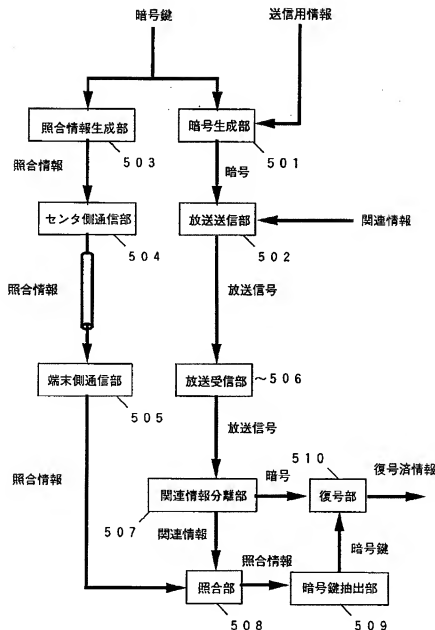 暗号鍵
送信用情報
照合情報生成部
暗号生成部
503
501
照合情報
暗号
センタ側通信部
放送送信部
関連情報
504
502
照合情報
放送信号
端末側通信部
放送受信部
~506
505
放送信号
照合情報
510
暗号
復号済情報
関連情報分離部
復号部
507
関連情報
暗号鍵
照合情報
照合部
暗号鍵抽出部
508
509